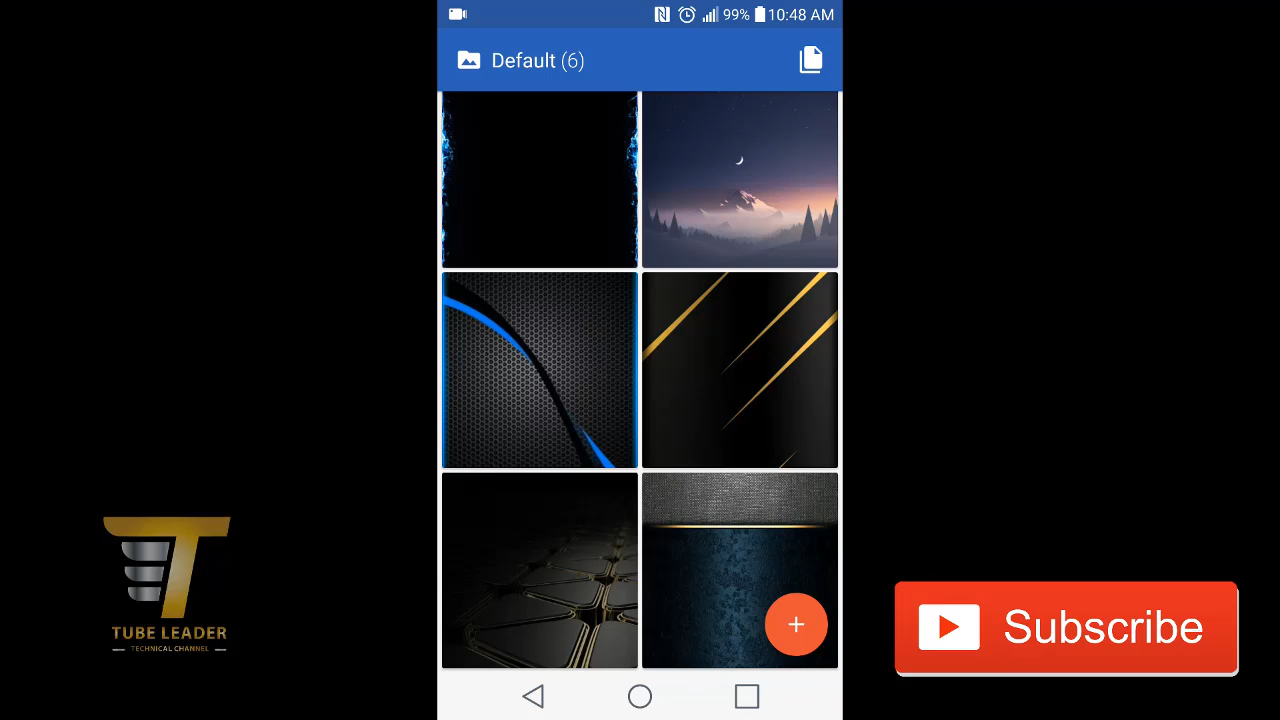 99% 10:48 AM
Default (6)
TUBE LEADER
TECHNICAL CHANNEL
Subscribe